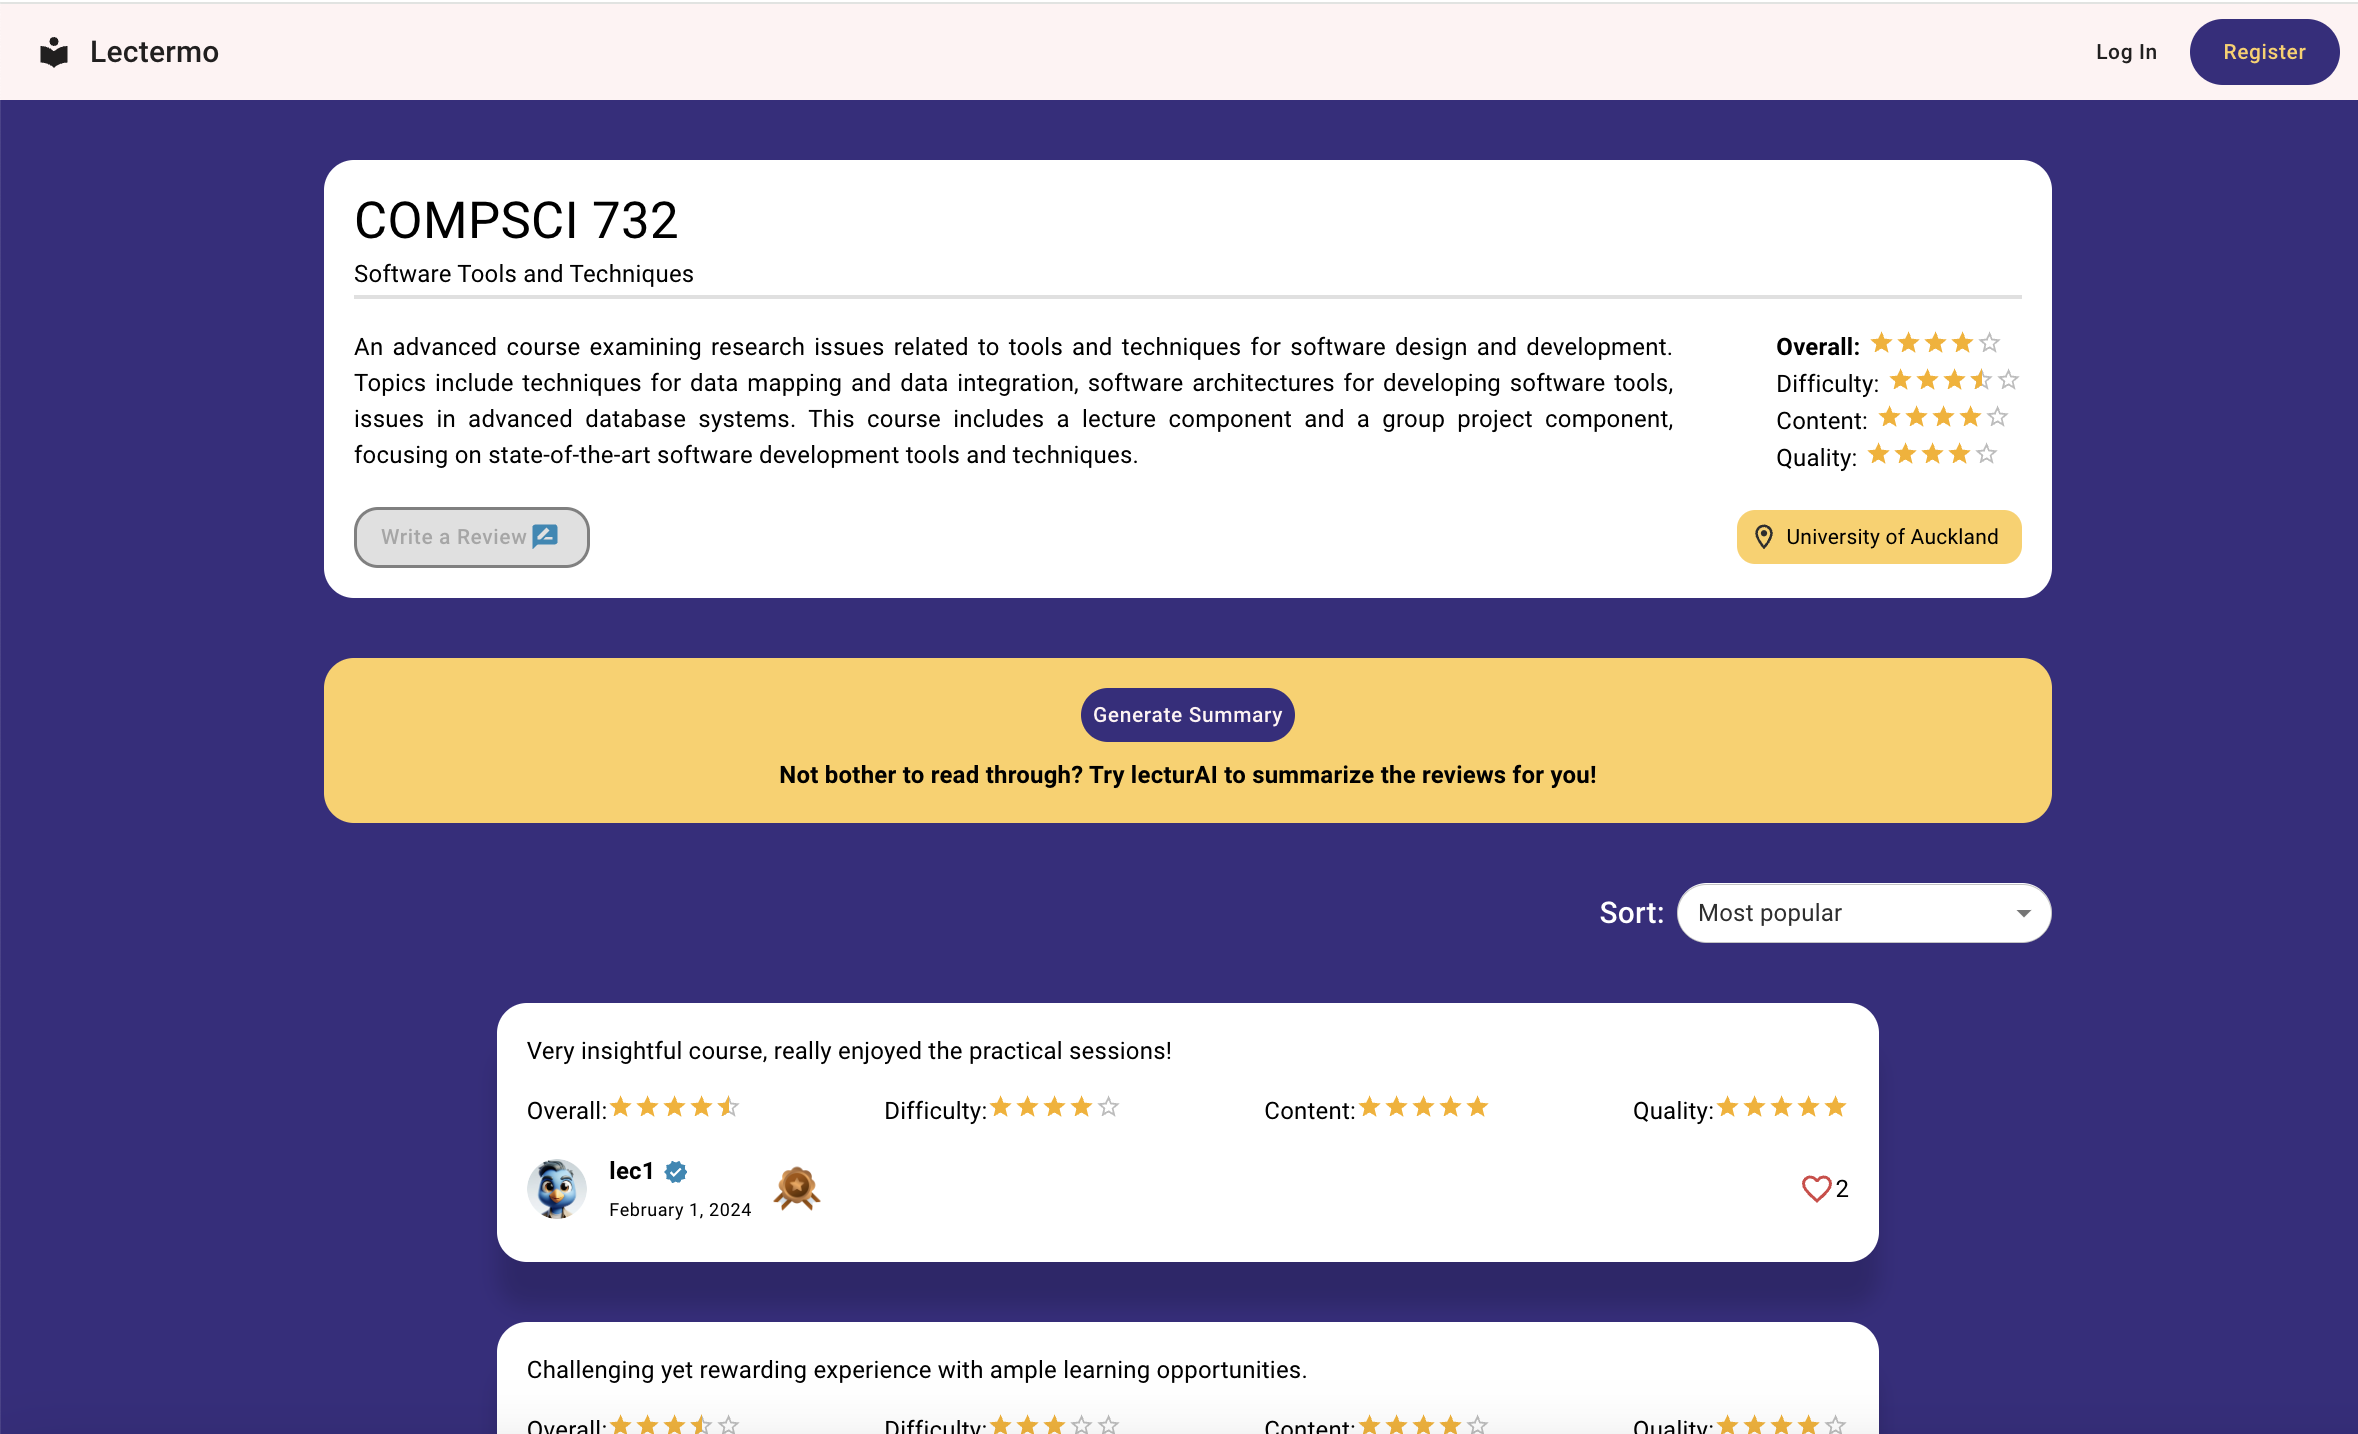 Lectermo
Log In
Register
COMPSCI 732
Software Tools and Techniques
An advanced course examining research issues related to tools and techniques for software design and development.
Topics include techniques for data mapping and data integration, software architectures for developing software tools,
issues in advanced database systems. This course includes a lecture component and a group project component,
focusing on state-of-the-art software development tools and techniques.
Overall:
Difficulty:
Content:
Quality:
Write a Review
University of Auckland
Generate Summary
Not bother to read through? Try lecturAI to summarize the reviews for you!
Sort: Most popular
Very insightful course, really enjoyed the practical sessions!
Overall: Difficulty: Content: Quality:
lec1
February 1, 2024
2
Challenging yet rewarding experience with ample learning opportunities.
Overall: Difficulty: Content: Quality: